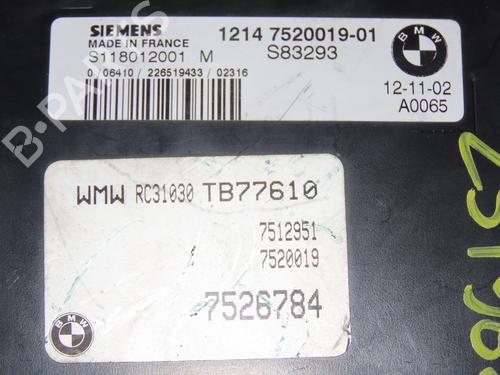 SIEMENS
MADE IN FRANCE
S118012001 M
1214 7520019-01
S83293
0/06410/ 226519433 / 02316
BMW
12-11-02
A0065
WMW RC31030 TB77610
7512951
7520019
7526784
BMW